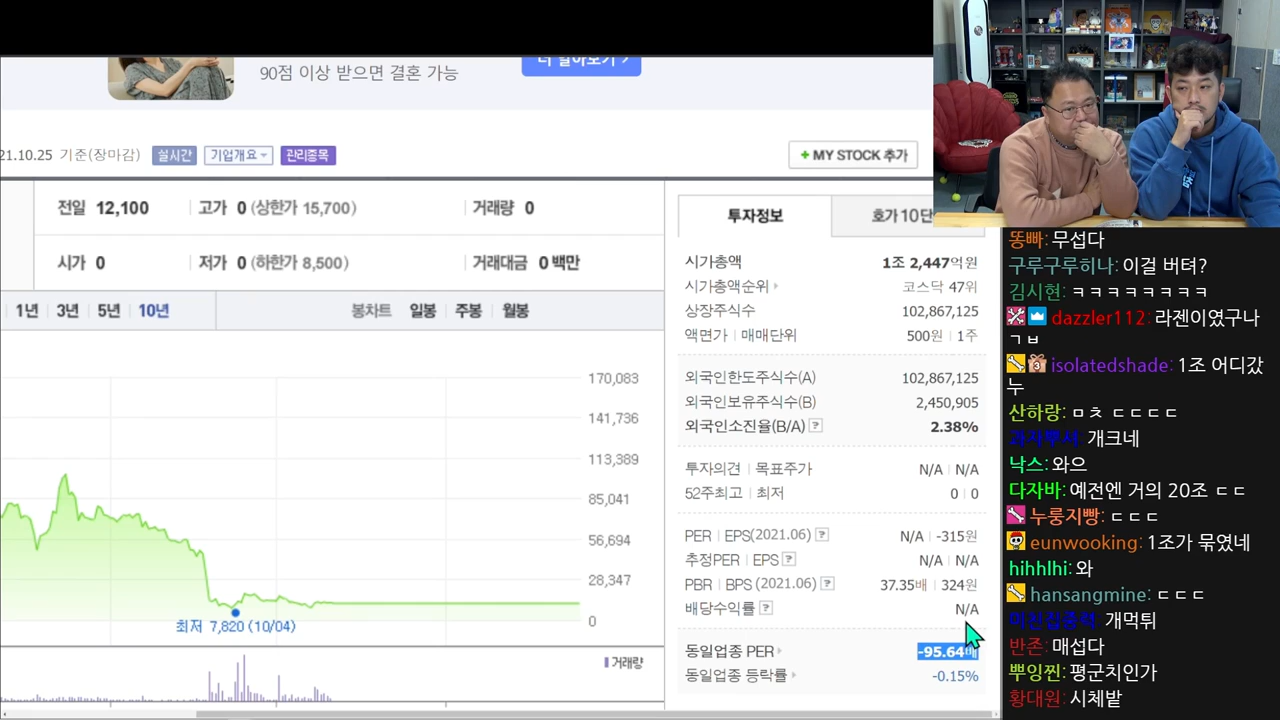 90점 이상 받으면 결혼 가능
더 알아보기 >
21.10.25 기준(장마감) 실시간 기업개요 관리종목
+ MY STOCK 추가
전일 12,100 고가 0 (상한가 15,700) 거래량 0
시가 0 저가 0 (하한가 8,500) 거래대금 0 백만
1년 3년 5년 10년 봉차트 일봉 주봉 월봉
170,083
141,736
113,389
85,041
56,694
28,347
0
최저 7,820 (10/04)
거래량
투자정보 호가 10단
시가총액 1조 2,447억원
시가총액순위 코스닥 47위
상장주식수 102,867,125
액면가 매매단위 500원 1주
외국인한도주식수(A) 102,867,125
외국인보유주식수(B) 2,450,905
외국인소진율(B/A) ? 2.38%
투자의견 목표주가 N/A N/A
52주최고 최저 0 0
PER EPS(2021.06) ? N/A -315원
추정PER EPS ? N/A N/A
PBR BPS (2021.06) ? 37.35배 324원
배당수익률 ? N/A
동일업종 PER -95.64배
동일업종 등락률 -0.15%
똥빠: 무섭다
구루구루히나: 이걸 버텨?
김시현: ㅋㅋㅋㅋㅋㅋㅋㅋ
dazzler112: 라젠이였구나
ㄱㅂ
isolatedshade: 1조 어디갔
누
산하랑: ㅁㅊ ㄷㄷㄷㄷ
개크네
낙스: 와으
다자바: 예전엔 거의 20조 ㄷㄷ
누룽지빵: ㄷㄷㄷ
eunwooking: 1조가 묶였네
hihhlhi: 와
hansangmine: ㄷㄷㄷ
개먹튀
반존: 매섭다
뿌잉찐: 평균치인가
황대원: 시체밭